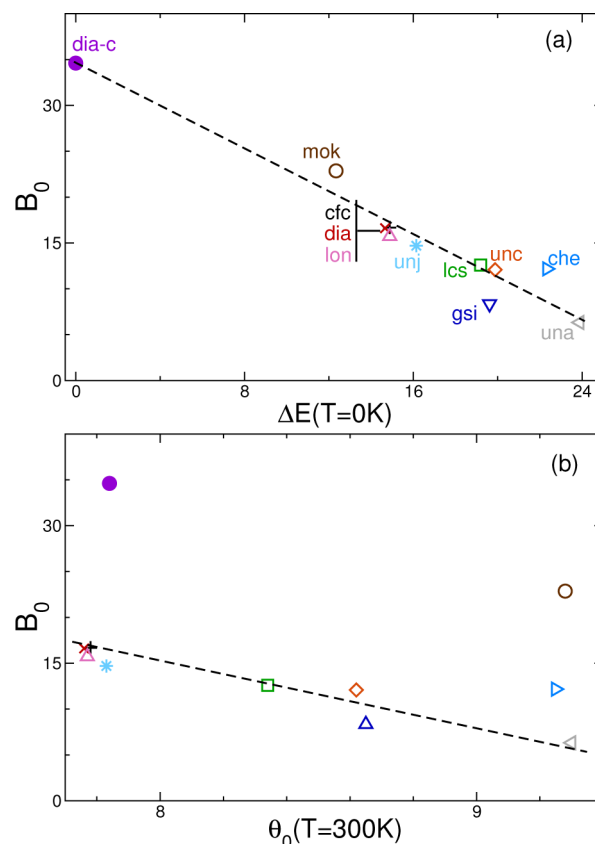 (a)
dia-c
30
mok
B₀
cfc
dia
lon
15
unj
lcs
unc
che
gsi
una
0
0
8
16
24
ΔE(T=0K)
(b)
30
B₀
15
0
8
9
θ₀(T=300K)